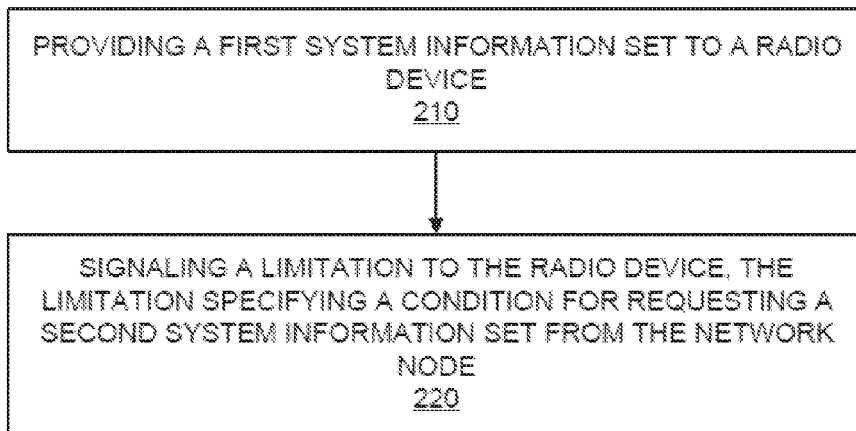 PROVIDING A FIRST SYSTEM INFORMATION SET TO A RADIO
DEVICE
210
SIGNALING A LIMITATION TO THE RADIO DEVICE, THE
LIMITATION SPECIFYING A CONDITION FOR REQUESTING A
SECOND SYSTEM INFORMATION SET FROM THE NETWORK
NODE
220